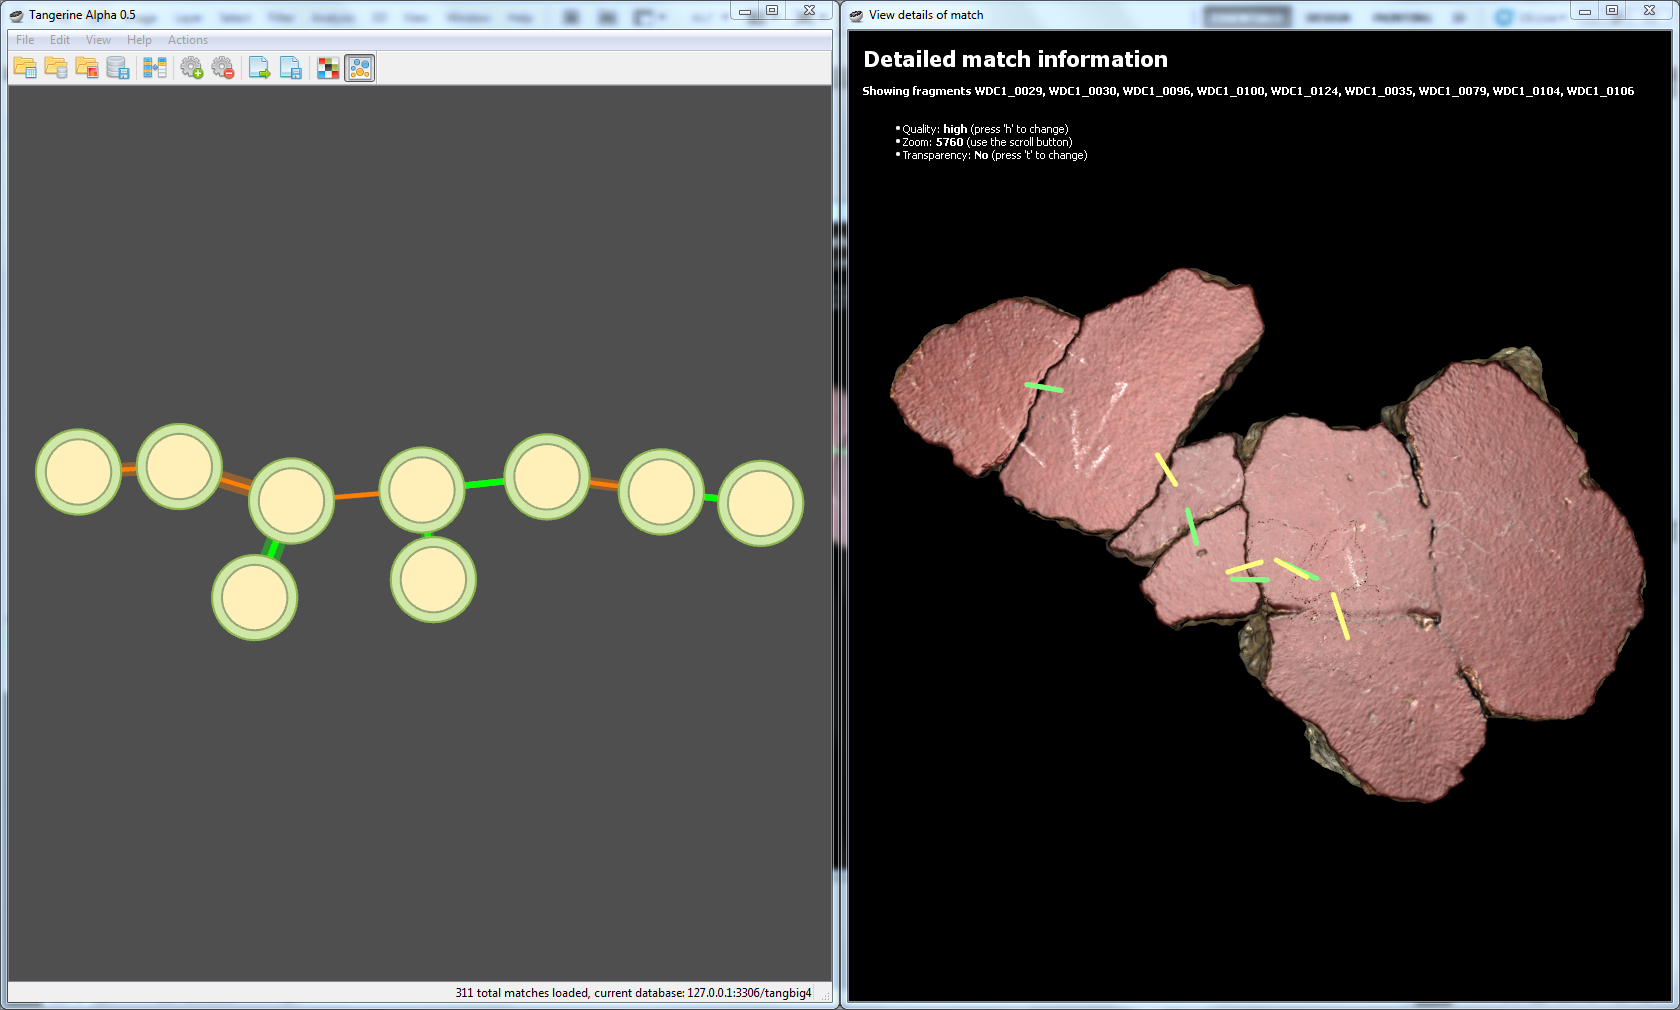 Tangerine Alpha 0.5
File Edit View Help Actions
311 total matches loaded, current database: 127.0.0.1:3306/tangbig4
View details of match
Detailed match information
Showing fragments WDC1_0029, WDC1_0030, WDC1_0096, WDC1_0100, WDC1_0124, WDC1_0035, WDC1_0079, WDC1_0104, WDC1_0106
• Quality: high (press 'h' to change)
• Zoom: 5760 (use the scroll button)
• Transparency: No (press 't' to change)